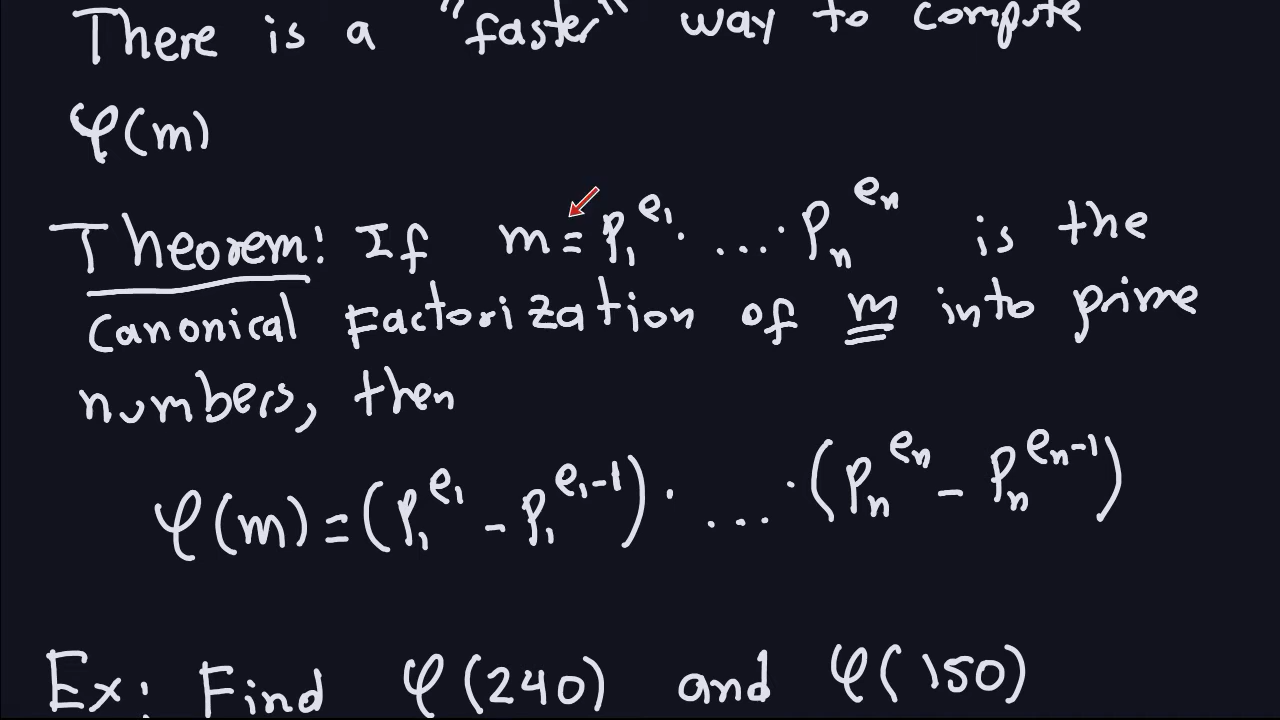 There is a "faster" way to compute
φ(m)
Theorem: If m = p₁^e₁ · ... · pₙ^eₙ is the
canonical Factorization of m into prime
numbers, then
φ(m) = (p₁^e₁ - p₁^(e₁-1)) · ... · (pₙ^eₙ - pₙ^(eₙ-1))
Ex: Find φ(240) and φ(150)